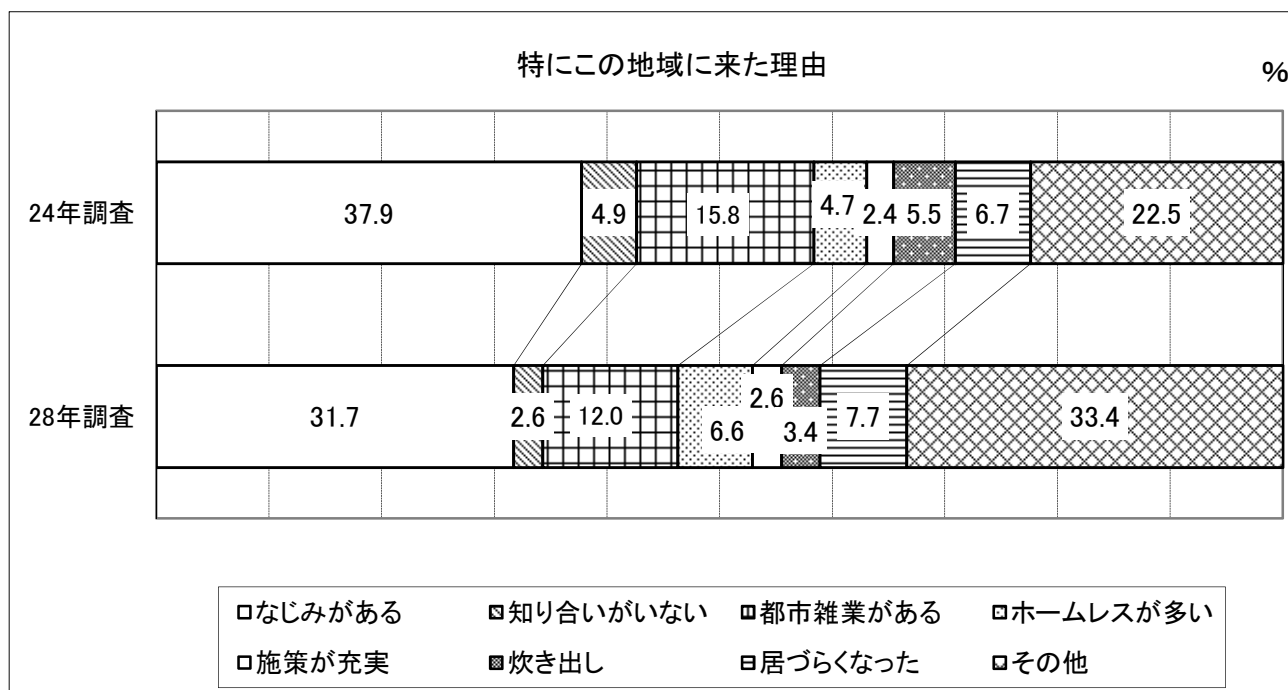 特にこの地域に来た理由
%
24年調査 37.9 4.9 15.8 4.7 2.4 5.5 6.7 22.5
28年調査 31.7 2.6 12.0 6.6 2.6 3.4 7.7 33.4
なじみがある 知り合いがいない 都市雑業がある ホームレスが多い
施策が充実 炊き出し 居づらくなった その他